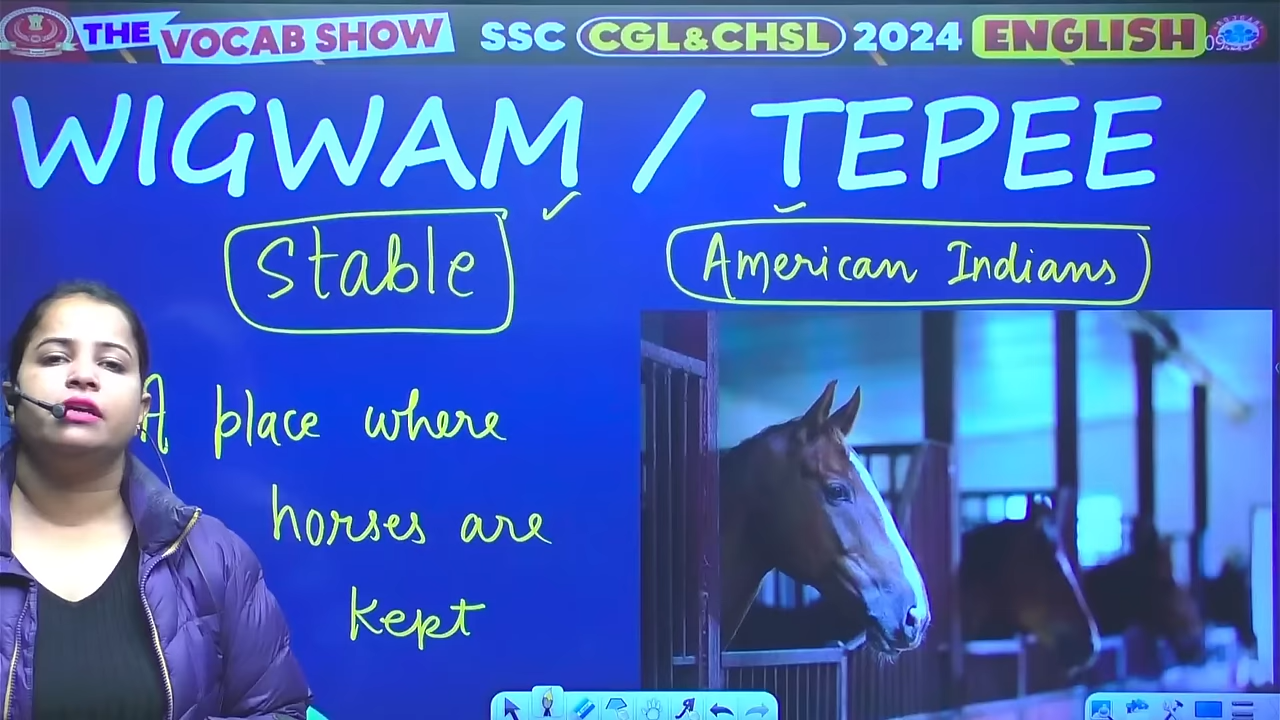 THE VOCAB SHOW SSC CGL&CHSL 2024 ENGLISH
WIGWAM / TEPEE
Stable
American Indians
A place where
horses are
kept